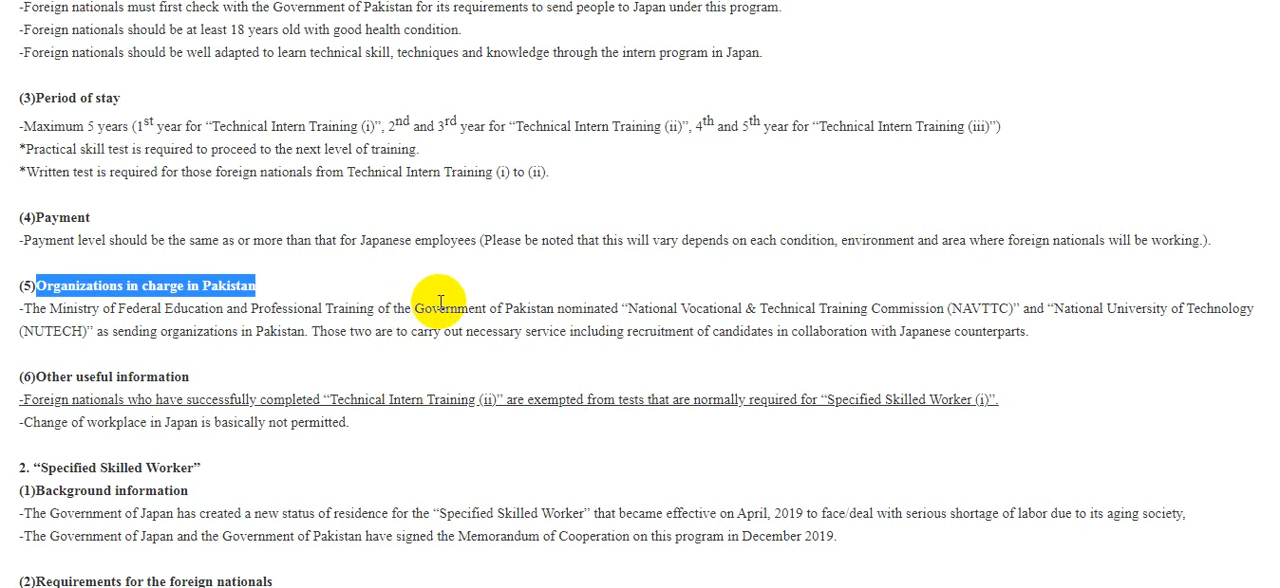 -Foreign nationals must first check with the Government of Pakistan for its requirements to send people to Japan under this program.
-Foreign nationals should be at least 18 years old with good health condition.
-Foreign nationals should be well adapted to learn technical skill, techniques and knowledge through the intern program in Japan.
(3)Period of stay
-Maximum 5 years (1st year for “Technical Intern Training (i)”, 2nd and 3rd year for “Technical Intern Training (ii)”, 4th and 5th year for “Technical Intern Training (iii)”)
*Practical skill test is required to proceed to the next level of training.
*Written test is required for those foreign nationals from Technical Intern Training (i) to (ii).
(4)Payment
-Payment level should be the same as or more than that for Japanese employees (Please be noted that this will vary depends on each condition, environment and area where foreign nationals will be working.).
(5)Organizations in charge in Pakistan
-The Ministry of Federal Education and Professional Training of the Government of Pakistan nominated “National Vocational & Technical Training Commission (NAVTTC)” and “National University of Technology
(NUTECH)” as sending organizations in Pakistan. Those two are to carry out necessary service including recruitment of candidates in collaboration with Japanese counterparts.
(6)Other useful information
-Foreign nationals who have successfully completed “Technical Intern Training (ii)” are exempted from tests that are normally required for “Specified Skilled Worker (i)”.
-Change of workplace in Japan is basically not permitted.
2. “Specified Skilled Worker”
(1)Background information
-The Government of Japan has created a new status of residence for the “Specified Skilled Worker” that became effective on April, 2019 to face/deal with serious shortage of labor due to its aging society,
-The Government of Japan and the Government of Pakistan have signed the Memorandum of Cooperation on this program in December 2019.
(2)Requirements for the foreign nationals